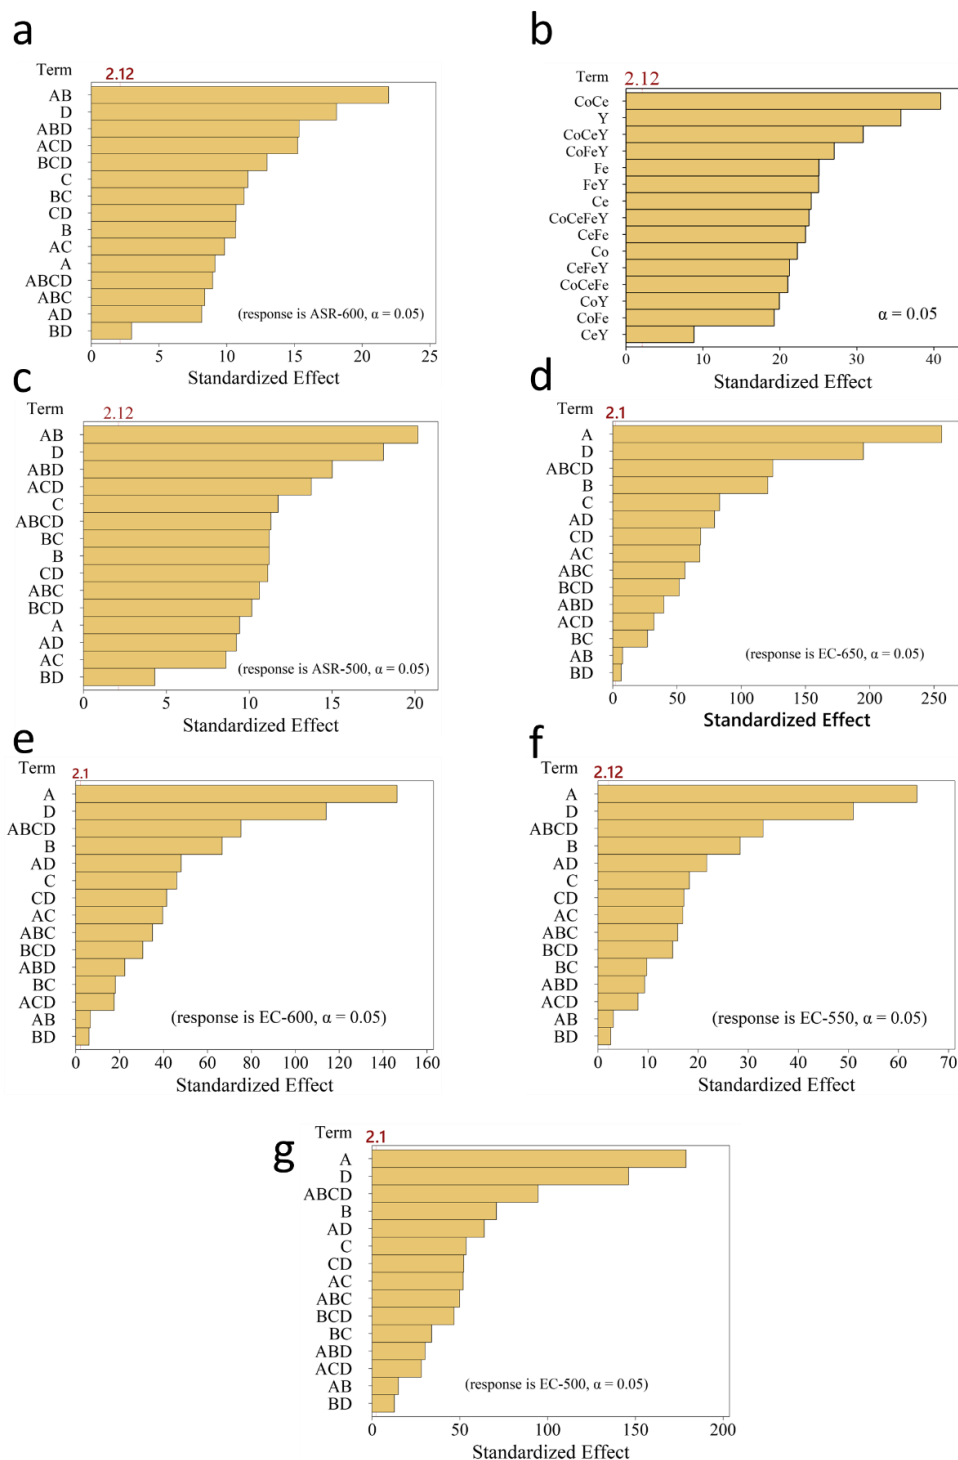 a
Term
2.12
AB
D
ABD
ACD
BCD
C
BC
CD
B
AC
A
ABCD
ABC
AD
BD
(response is ASR-600, α = 0.05)
0 5 10 15 20 25
Standardized Effect
b
Term
2.12
CoCe
Y
CoCeY
CoFeY
Fe
FeY
Ce
CoCeFeY
CeFe
Co
CeFeY
CoCeFe
CoY
CoFe
CeY
α = 0.05
0 10 20 30 40
Standardized Effect
c
Term
2.12
AB
D
ABD
ACD
C
ABCD
BC
B
CD
ABC
BCD
A
AD
AC
BD
(response is ASR-500, α = 0.05)
0 5 10 15 20
Standardized Effect
d
Term
2.1
A
D
ABCD
B
C
AD
CD
AC
ABC
BCD
ABD
ACD
BC
AB
BD
(response is EC-650, α = 0.05)
0 50 100 150 200 250
Standardized Effect
e
Term
2.1
A
D
ABCD
B
AD
C
CD
AC
ABC
BCD
ABD
BC
ACD
AB
BD
(response is EC-600, α = 0.05)
0 20 40 60 80 100 120 140 160
Standardized Effect
f
Term
2.12
A
D
ABCD
B
AD
C
CD
AC
ABC
BCD
BC
ABD
ACD
AB
BD
(response is EC-550, α = 0.05)
0 10 20 30 40 50 60 70
Standardized Effect
g
Term
2.1
A
D
ABCD
B
AD
C
CD
AC
ABC
BCD
BC
ABD
ACD
AB
BD
(response is EC-500, α = 0.05)
0 50 100 150 200
Standardized Effect